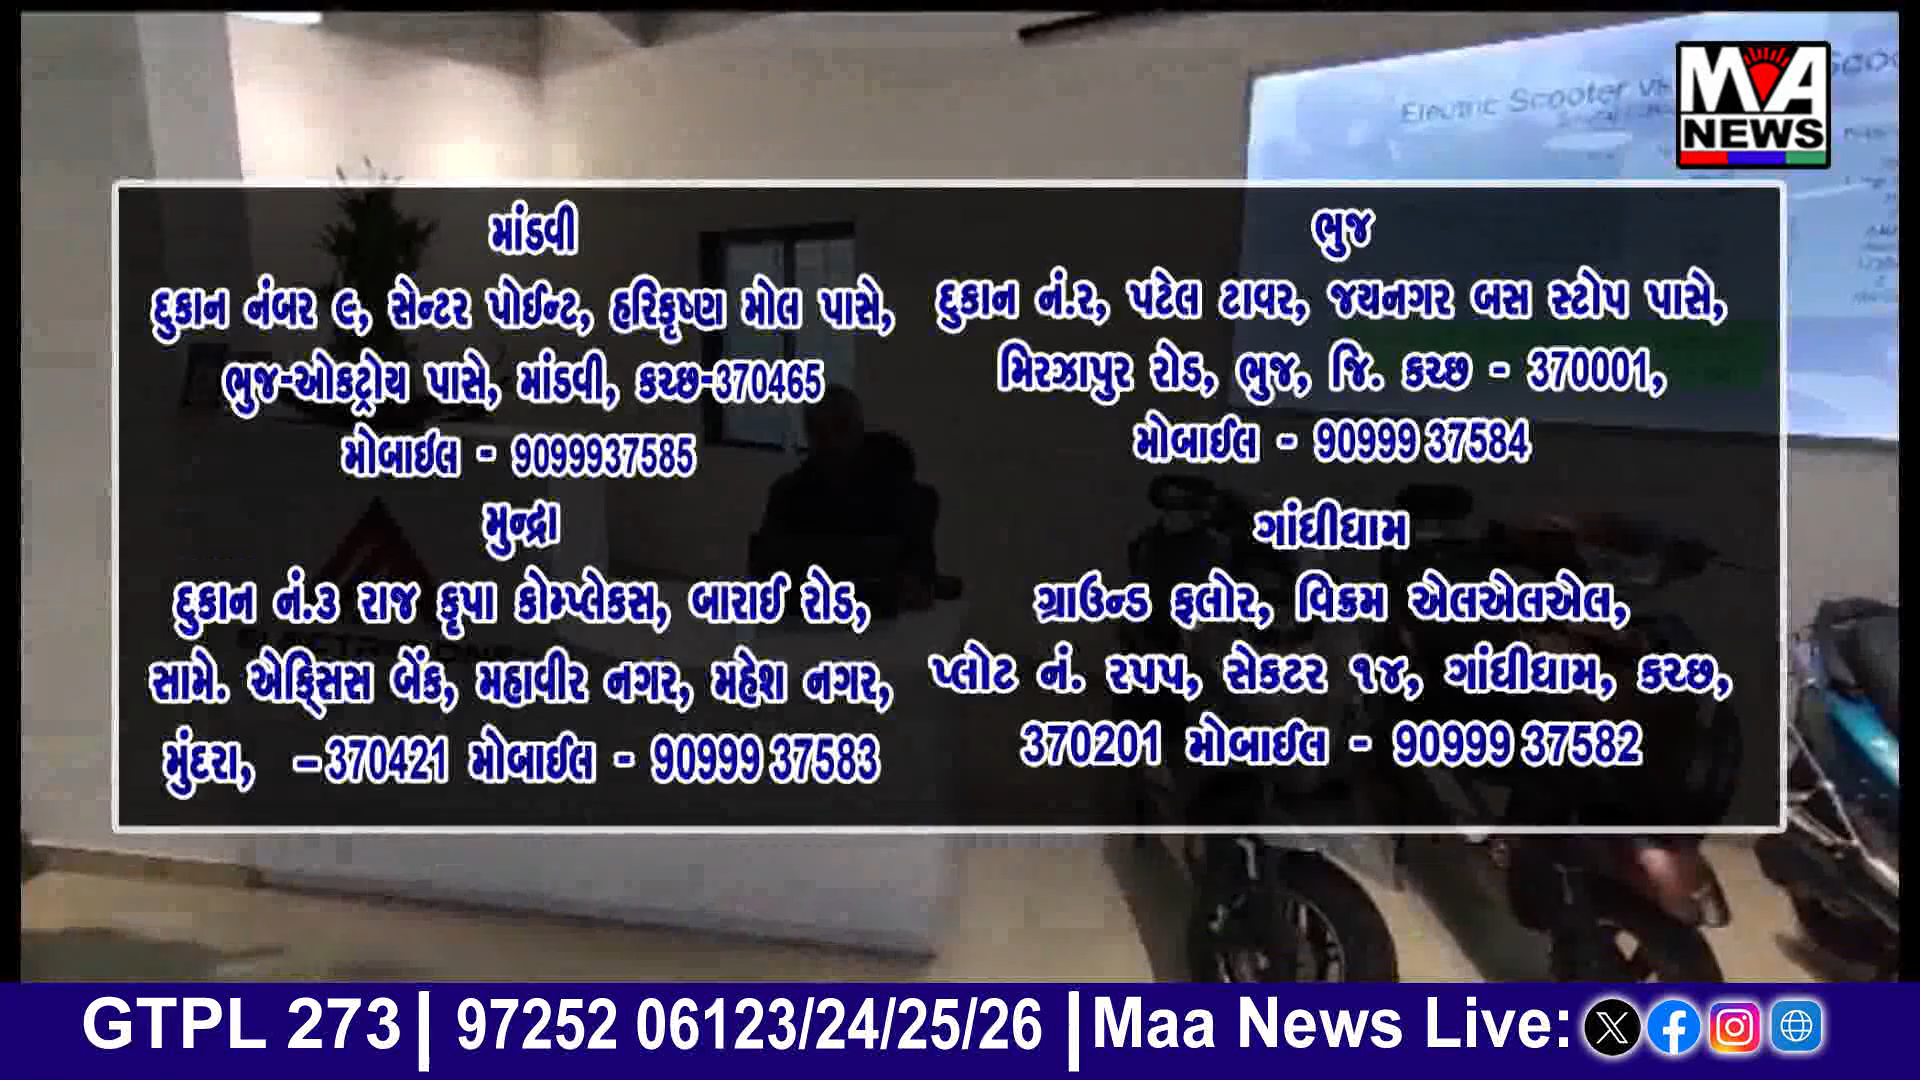 MAA
NEWS
Electric Scooter
માંડવી
દુકાન નંબર ૯, સેન્ટર પોઈન્ટ, હરિકૃષ્ણ મોલ પાસે,
ભુજ-ઓકટ્રોય પાસે, માંડવી, કચ્છ-370465
મોબાઈલ - 9099937585
મુન્દ્રા
દુકાન નં.૩ રાજ કૃપા કોમ્પ્લેકસ, બારાઈ રોડ,
સામે. એક્સિસ બેંક, મહાવીર નગર, મહેશ નગર,
મુંદરા, –370421 મોબાઈલ - 90999 37583
ભુજ
દુકાન નં.ર, પટેલ ટાવર, જયનગર બસ સ્ટોપ પાસે,
મિરઝાપુર રોડ, ભુજ, જિ. કચ્છ - 370001,
મોબાઈલ - 90999 37584
ગાંધીધામ
ગ્રાઉન્ડ ફલોર, વિક્રમ એલએલએલ,
પ્લોટ નં. ૨૫૫, સેકટર ૧૪, ગાંધીધામ, કચ્છ,
370201 મોબાઈલ - 90999 37582
GTPL 273 | 97252 06123/24/25/26 | Maa News Live: